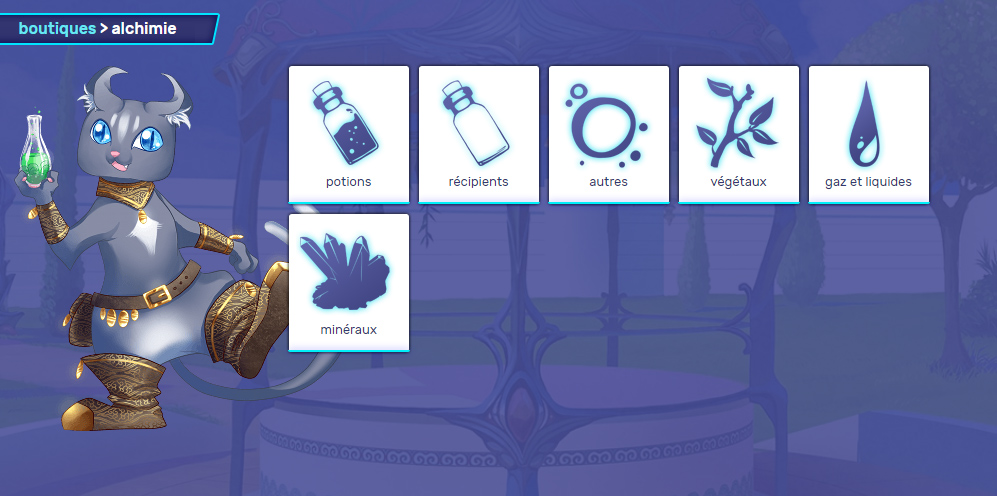 boutiques > alchimie
potions
récipients
autres
végétaux
gaz et liquides
minéraux